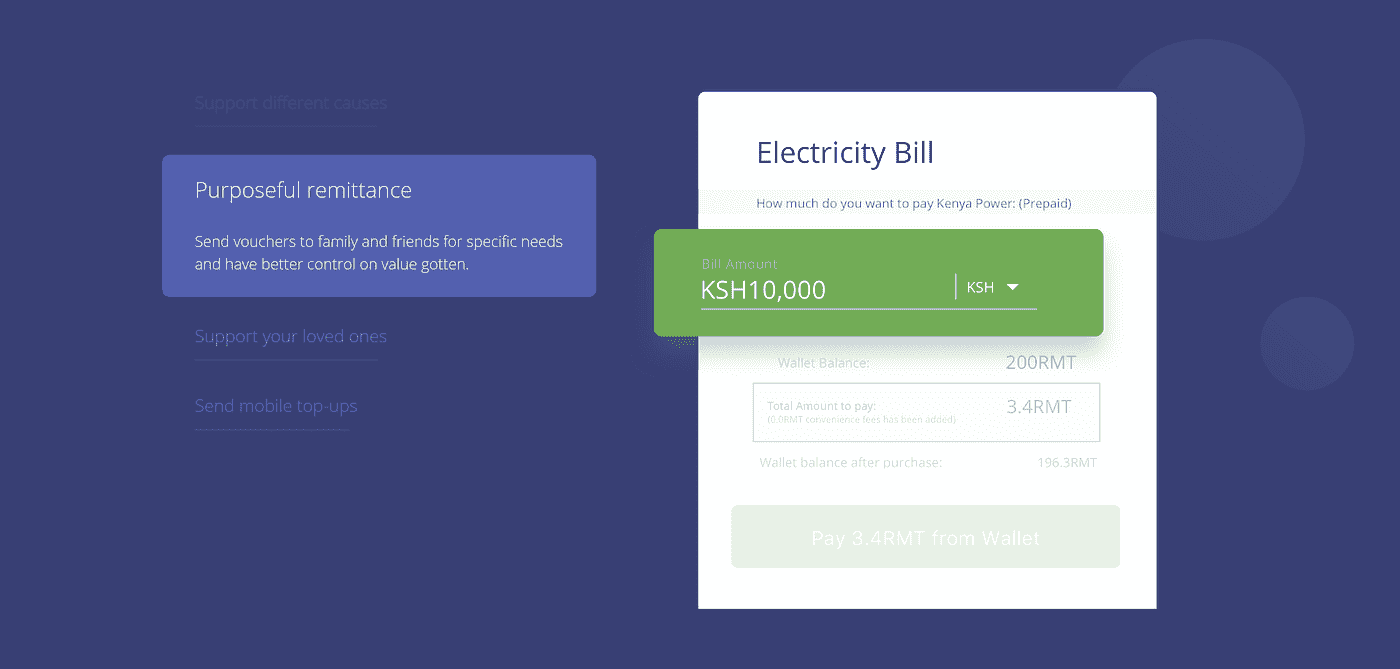 Support different causes
Purposeful remittance
Send vouchers to family and friends for specific needs
and have better control on value gotten.
Support your loved ones
Send mobile top-ups
Electricity Bill
How much do you want to pay Kenya Power: (Prepaid)
Bill Amount
KSH10,000 KSH
Wallet Balance: 200RMT
Total Amount to pay: 3.4RMT
(0.0RMT convenience fees has been added)
Wallet balance after purchase: 196.3RMT
Pay 3.4RMT from Wallet